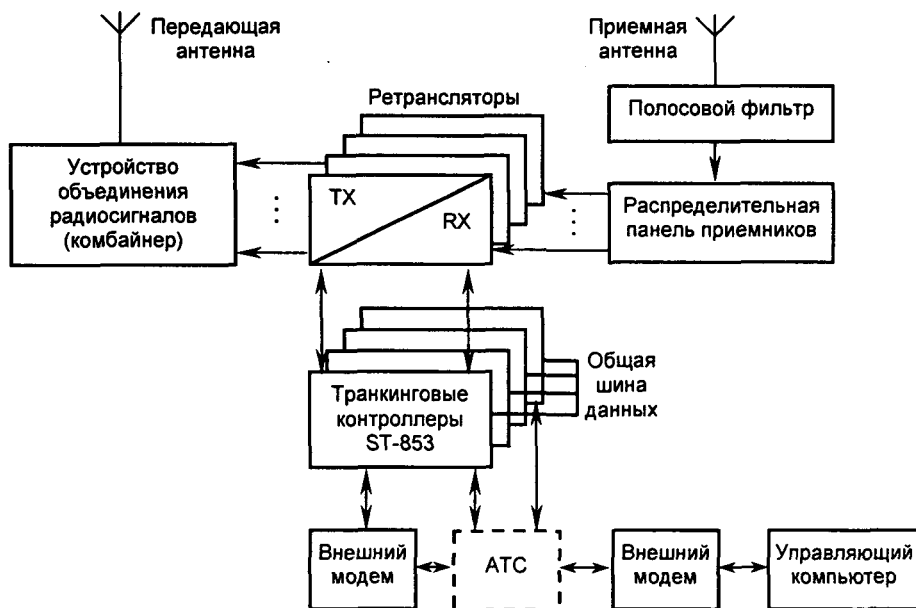 Передающая
антенна
Приемная
антенна
Ретрансляторы
Полосовой фильтр
Устройство
объединения
радиосигналов
(комбайнер)
TX
RX
Распределительная
панель приемников
Общая
шина
данных
Транкинговые
контроллеры
ST-853
Внешний
модем
АТС
Внешний
модем
Управляющий
компьютер